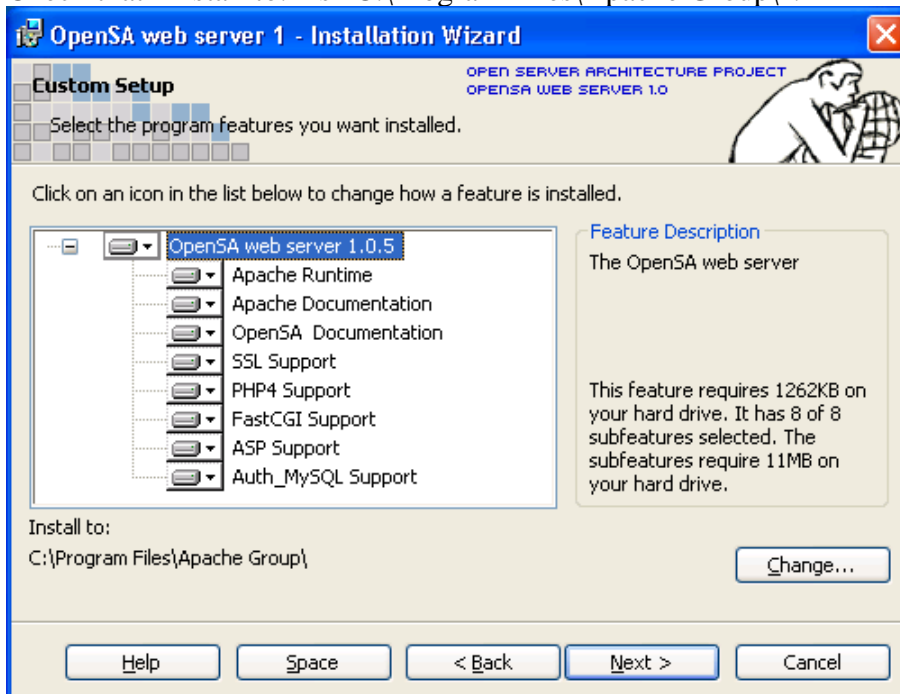 OpenSA web server 1 - Installation Wizard
Custom Setup
OPEN SERVER ARCHITECTURE PROJECT
OPENSA WEB SERVER 1.0
Select the program features you want installed.
Click on an icon in the list below to change how a feature is installed.
OpenSA web server 1.0.5
Apache Runtime
Apache Documentation
OpenSA Documentation
SSL Support
PHP4 Support
FastCGI Support
ASP Support
Auth_MySQL Support
Feature Description
The OpenSA web server
This feature requires 1262KB on
your hard drive. It has 8 of 8
subfeatures selected. The
subfeatures require 11MB on
your hard drive.
Install to:
C:\Program Files\Apache Group\
Change...
Help
Space
< Back
Next >
Cancel